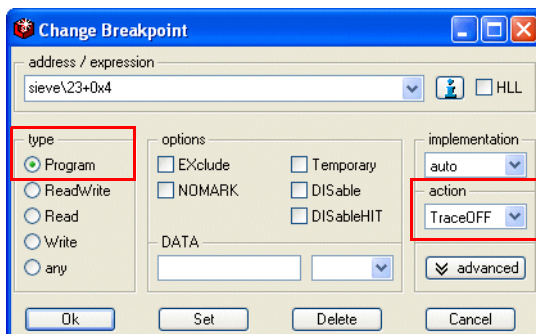 Change Breakpoint
address / expression
sieve\23+0x4
HLL
type
options
implementation
Program
EXclude
Temporary
auto
ReadWrite
NOMARK
DISable
action
Read
DISableHIT
TraceOFF
Write
DATA
any
advanced
Ok
Set
Delete
Cancel